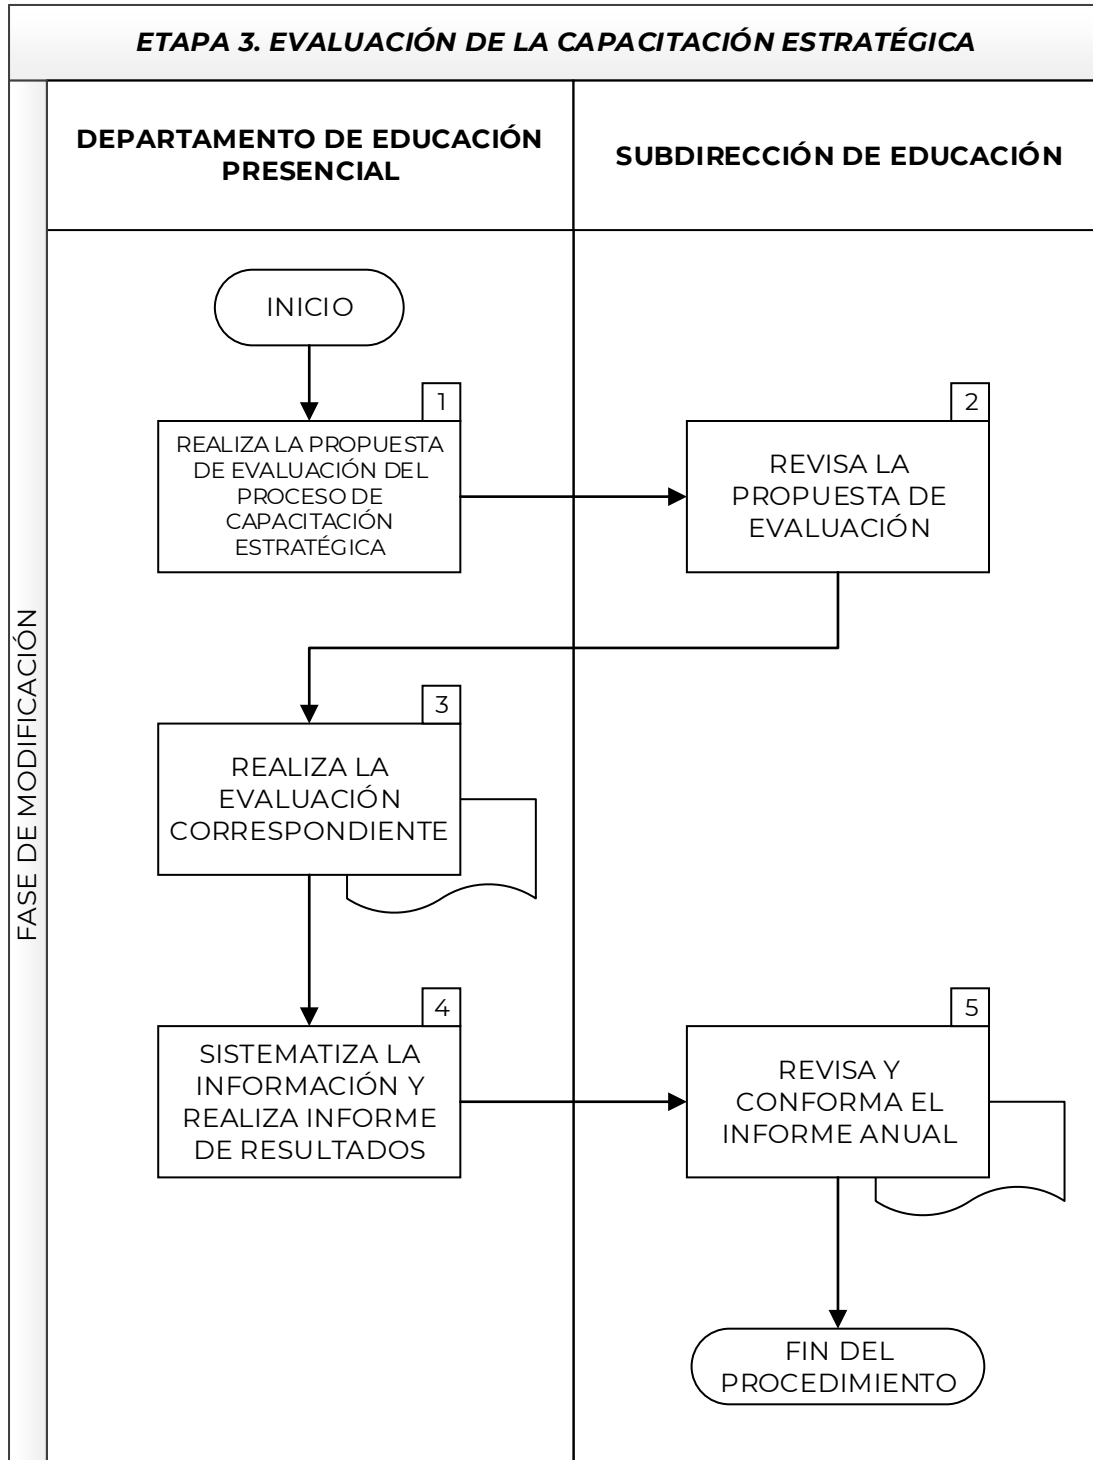 ETAPA 3. EVALUACIÓN DE LA CAPACITACIÓN ESTRATÉGICA
DEPARTAMENTO DE EDUCACIÓN
PRESENCIAL
SUBDIRECCIÓN DE EDUCACIÓN
FASE DE MODIFICACIÓN
INICIO
1
REALIZA LA PROPUESTA
DE EVALUACIÓN DEL
PROCESO DE
CAPACITACIÓN
ESTRATÉGICA
2
REVISA LA
PROPUESTA DE
EVALUACIÓN
3
REALIZA LA
EVALUACIÓN
CORRESPONDIENTE
4
SISTEMATIZA LA
INFORMACIÓN Y
REALIZA INFORME
DE RESULTADOS
5
REVISA Y
CONFORMA EL
INFORME ANUAL
FIN DEL
PROCEDIMIENTO